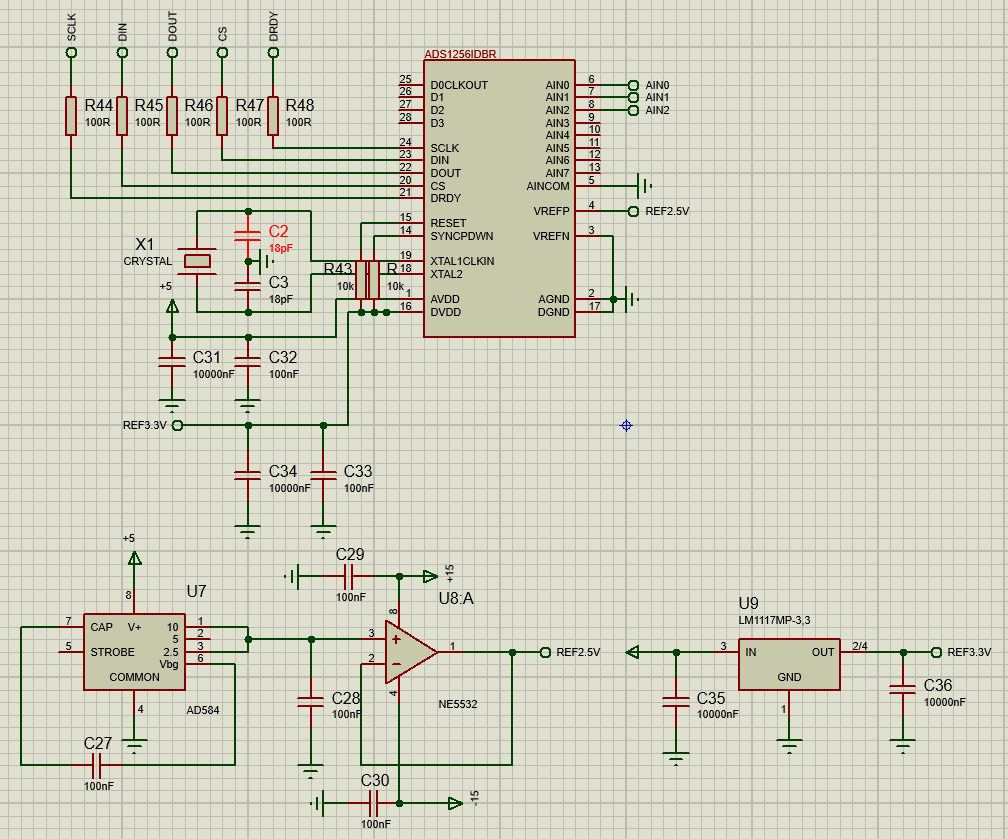 SCLK
DIN
DOUT
CS
DRDY
R44
100R
R45
100R
R46
100R
R47
100R
R48
100R
ADS1256IDBR
25 D0CLKOUT
26 D1
27 D2
28 D3
24 SCLK
23 DIN
22 DOUT
20 CS
21 DRDY
15 RESET
14 SYNCPDWN
19 XTAL1CLKIN
18 XTAL2
1 AVDD
16 DVDD
AIN0 6 AIN0
AIN1 7 AIN1
AIN2 8 AIN2
AIN3 9
AIN4 10
AIN5 11
AIN6 12
AIN7 13
AINCOM 5
VREFP 4 REF2.5V
VREFN 3
AGND 2
DGND 17
X1
CRYSTAL
C2
18pF
C3
18pF
R43
10k
R
10k
+5
C31
10000nF
C32
100nF
REF3.3V
C34
10000nF
C33
100nF
+5
U7
8
7 CAP V+ 10 1
5 2
5 STROBE 2.5 3
Vbg 6
COMMON
4
AD584
C27
100nF
C28
100nF
C29
100nF
+15
U8:A
8
3
2
1
4
NE5532
REF2.5V
C30
100nF
-15
U9
LM1117MP-3,3
3 IN OUT 2/4
GND
1
REF3.3V
C35
10000nF
C36
10000nF